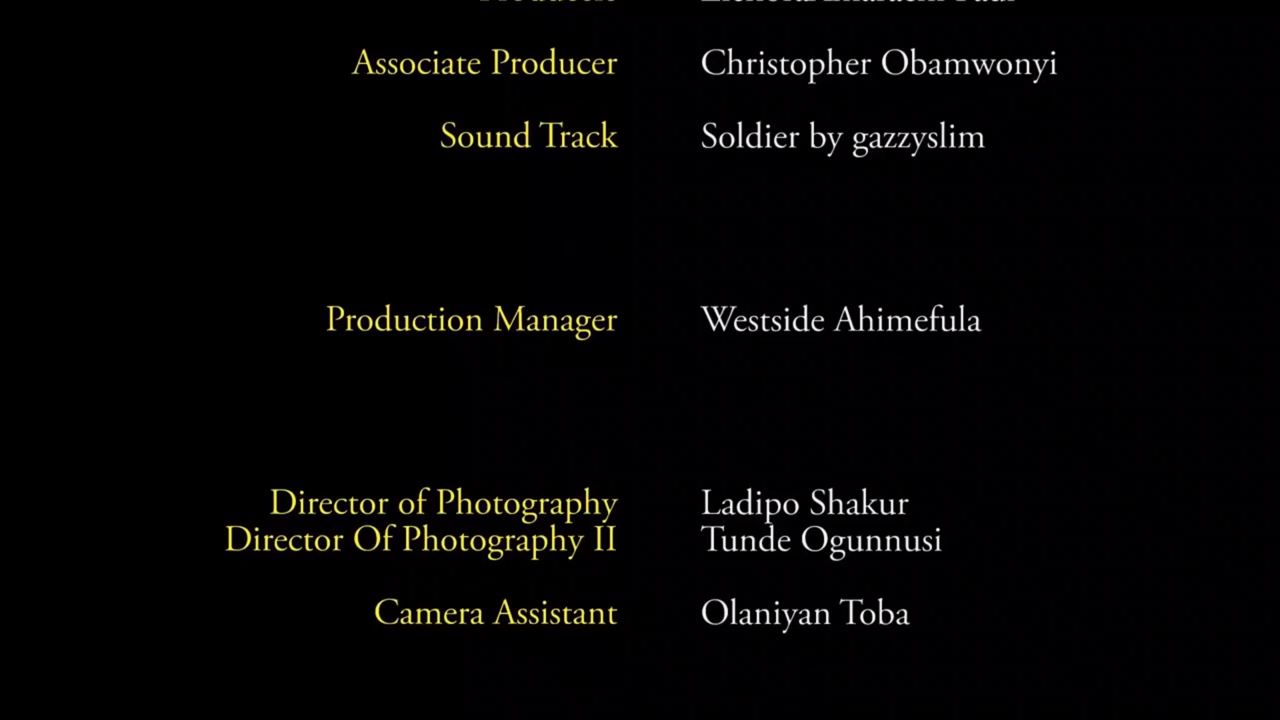 Associate Producer Christopher Obamwonyi
Sound Track Soldier by gazzyslim
Production Manager Westside Ahimefula
Director of Photography Ladipo Shakur
Director Of Photography II Tunde Ogunnusi
Camera Assistant Olaniyan Toba